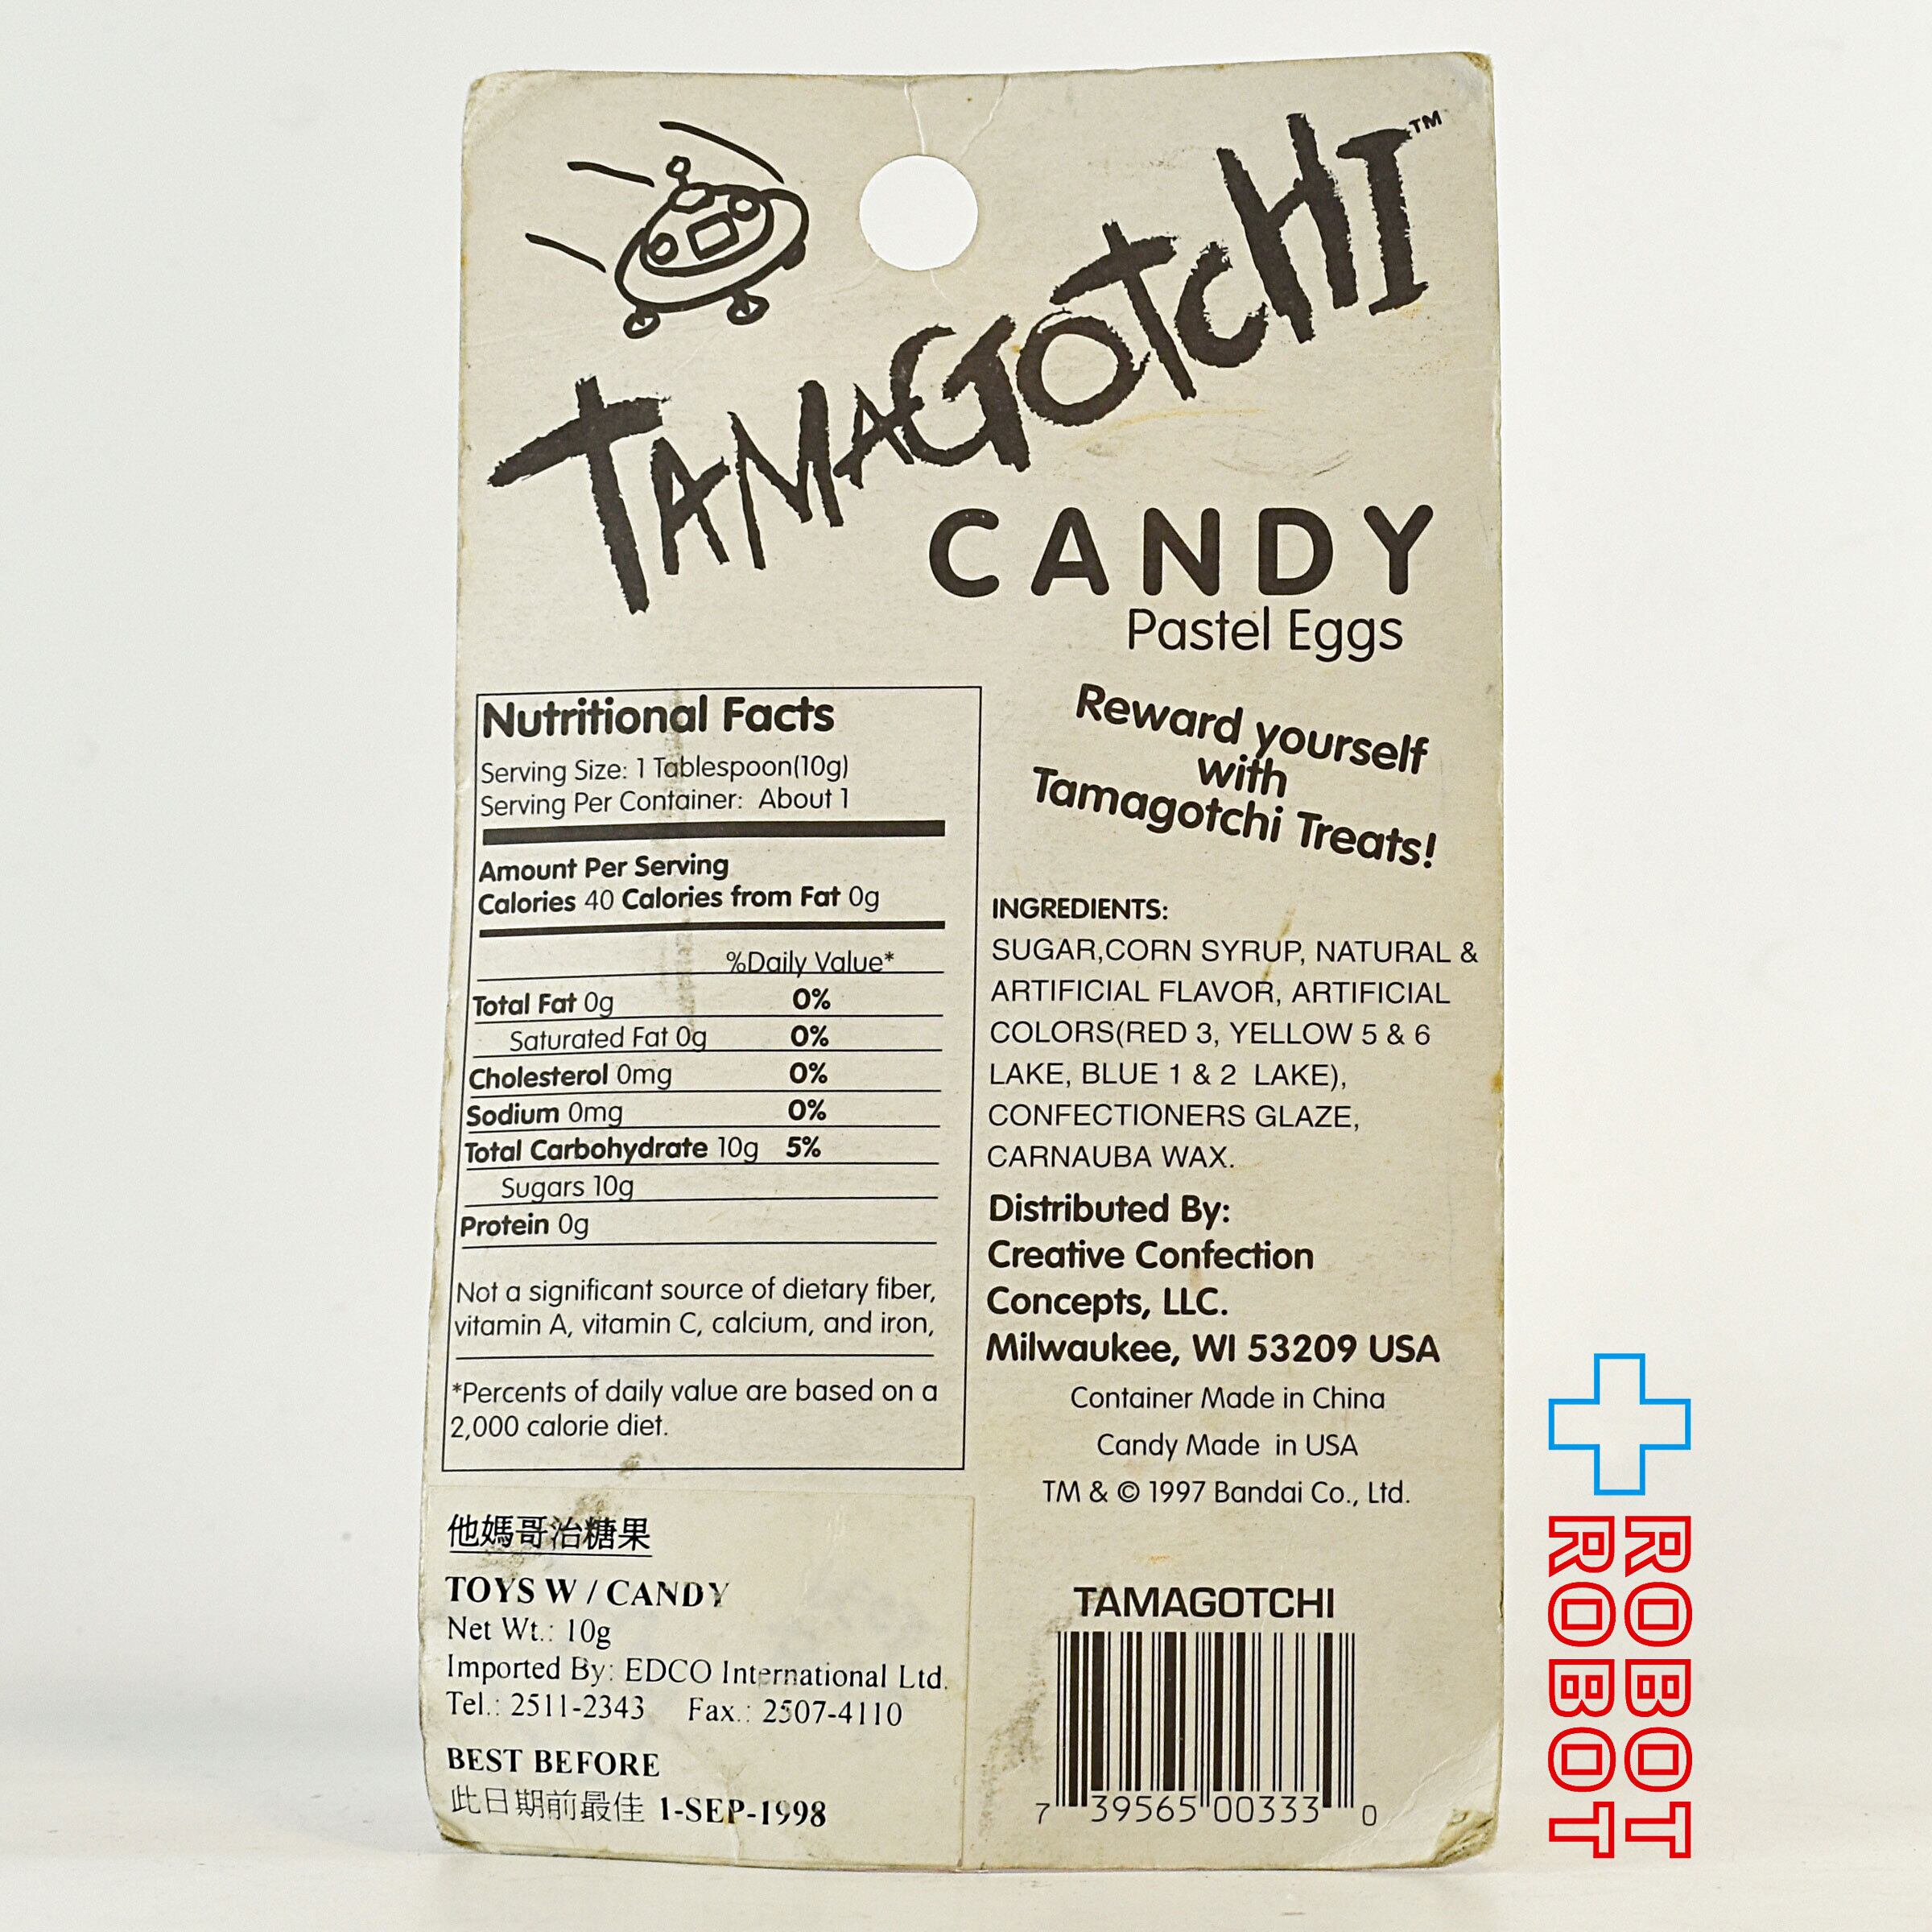 TAMAGOTCHI™
CANDY
Pastel Eggs
Nutritional Facts
Serving Size: 1 Tablespoon(10g)
Serving Per Container: About 1
Amount Per Serving
Calories 40 Calories from Fat 0g
%Daily Value*
Total Fat 0g 0%
Saturated Fat 0g 0%
Cholesterol 0mg 0%
Sodium 0mg 0%
Total Carbohydrate 10g 5%
Sugars 10g
Protein 0g
Not a significant source of dietary fiber,
vitamin A, vitamin C, calcium, and iron,
*Percents of daily value are based on a
2,000 calorie diet.
Reward yourself
with
Tamagotchi Treats!
INGREDIENTS:
SUGAR,CORN SYRUP, NATURAL &
ARTIFICIAL FLAVOR, ARTIFICIAL
COLORS(RED 3, YELLOW 5 & 6
LAKE, BLUE 1 & 2 LAKE),
CONFECTIONERS GLAZE,
CARNAUBA WAX.
Distributed By:
Creative Confection
Concepts, LLC.
Milwaukee, WI 53209 USA
Container Made in China
Candy Made in USA
TM & © 1997 Bandai Co., Ltd.
他媽哥治糖果
TOYS W / CANDY
Net Wt.: 10g
Imported By: EDCO International Ltd.
Tel.: 2511-2343 Fax.: 2507-4110
BEST BEFORE
此日期前最佳 1-SEP-1998
TAMAGOTCHI
7 39565 00333 0
ROBOT
ROBOT